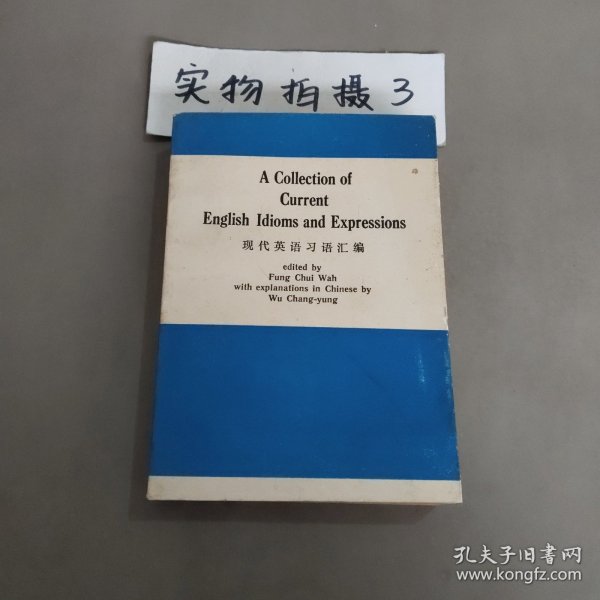 实物拍摄3
A Collection of
Current
English Idioms and Expressions
现代英语习语汇编
edited by
Fung Chui Wah
with explanations in Chinese by
Wu Chang-yung
孔夫子旧书网
www.kongfz.com